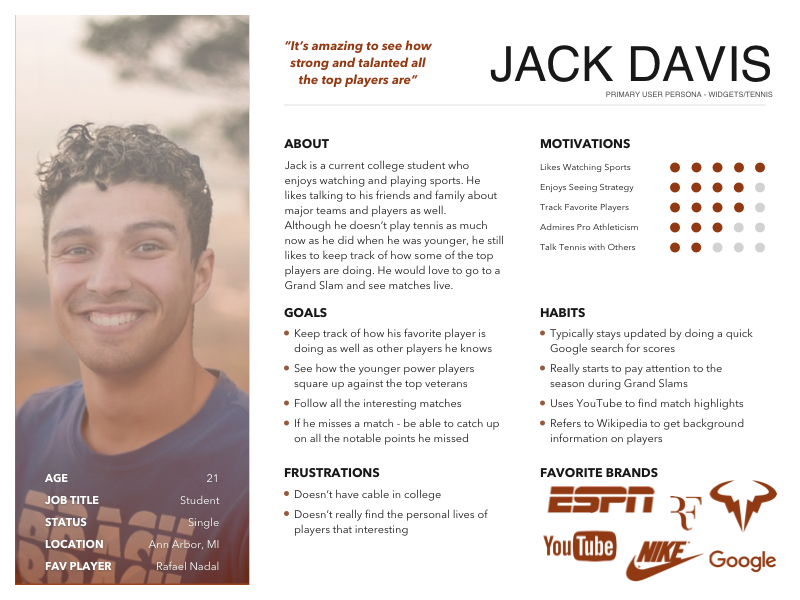 “It’s amazing to see how
strong and talanted all
the top players are”
JACK DAVIS
PRIMARY USER PERSONA - WIDGETS/TENNIS
ABOUT
Jack is a current college student who
enjoys watching and playing sports. He
likes talking to his friends and family about
major teams and players as well.
Although he doesn’t play tennis as much
now as he did when he was younger, he still
likes to keep track of how some of the top
players are doing. He would love to go to a
Grand Slam and see matches live.
MOTIVATIONS
Likes Watching Sports
Enjoys Seeing Strategy
Track Favorite Players
Admires Pro Athleticism
Talk Tennis with Others
GOALS
Keep track of how his favorite player is
doing as well as other players he knows
See how the younger power players
square up against the top veterans
Follow all the interesting matches
If he misses a match - be able to catch up
on all the notable points he missed
HABITS
Typically stays updated by doing a quick
Google search for scores
Really starts to pay attention to the
season during Grand Slams
Uses YouTube to find match highlights
Refers to Wikipedia to get background
information on players
FRUSTRATIONS
Doesn’t have cable in college
Doesn’t really find the personal lives of
players that interesting
FAVORITE BRANDS
ESPN
RF
YouTube
NIKE
Google
AGE 21
JOB TITLE Student
STATUS Single
LOCATION Ann Arbor, MI
FAV PLAYER Rafael Nadal